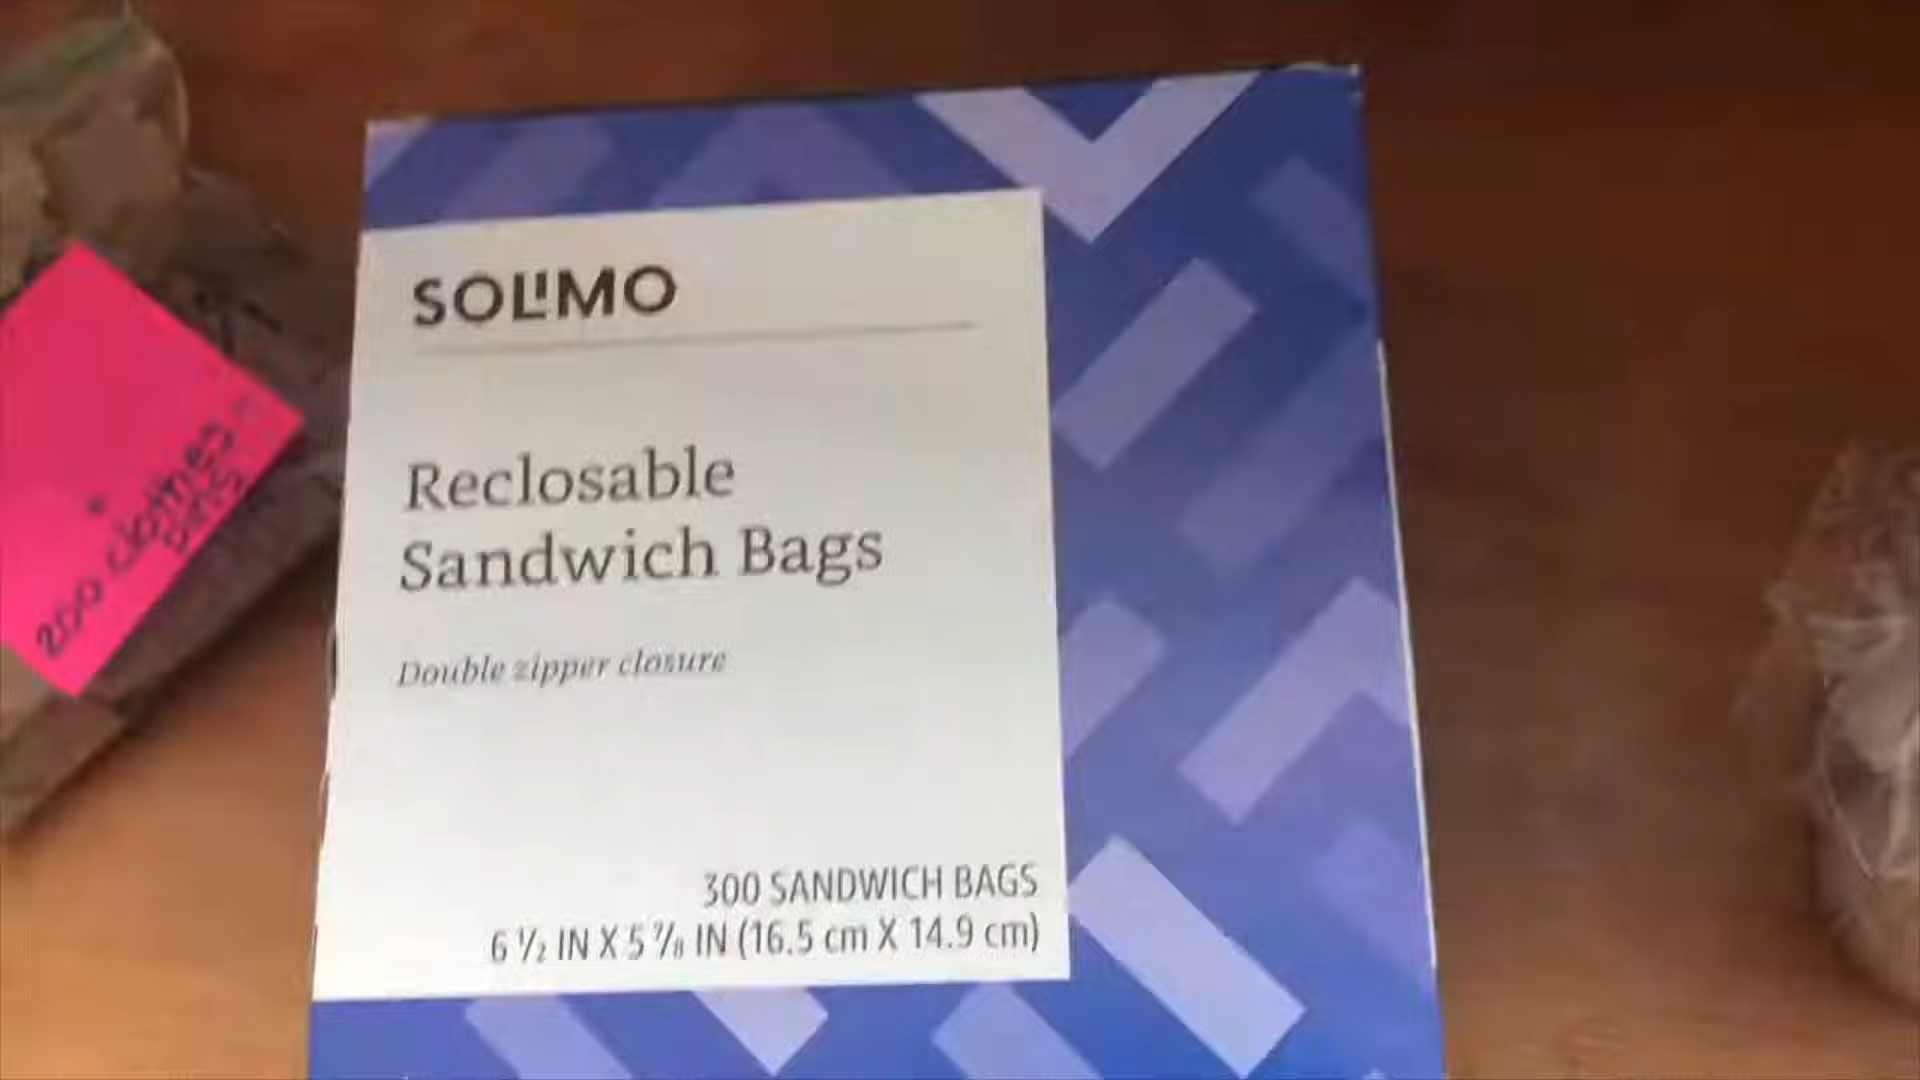 SOLIMO
Reclosable
Sandwich Bags
Double zipper closure
300 SANDWICH BAGS
6 ½ IN X 5 ⅞ IN (16.5 cm X 14.9 cm)
200 clothes-
pins